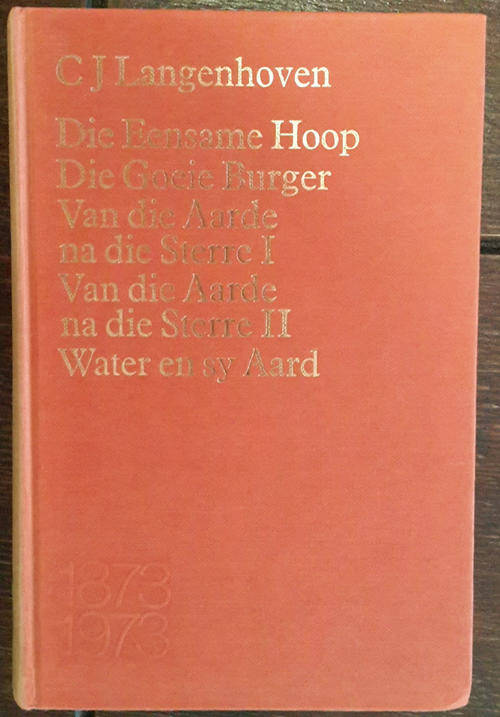 C J Langenhoven
Die Eensame Hoop
Die Goeie Burger
Van die Aarde
na die Sterre I
Van die Aarde
na die Sterre II
Water en sy Aard
1873
1973